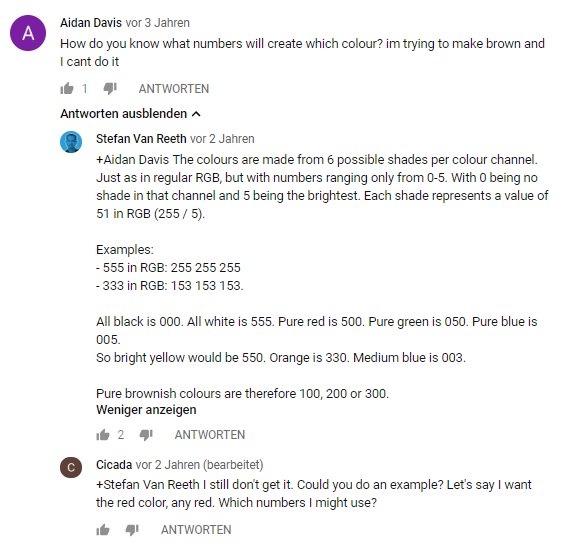 A
Aidan Davis vor 3 Jahren
How do you know what numbers will create which colour? im trying to make brown and
I cant do it
1 ANTWORTEN
Antworten ausblenden
Stefan Van Reeth vor 2 Jahren
+Aidan Davis The colours are made from 6 possible shades per colour channel.
Just as in regular RGB, but with numbers ranging only from 0-5. With 0 being no
shade in that channel and 5 being the brightest. Each shade represents a value of
51 in RGB (255 / 5).
Examples:
- 555 in RGB: 255 255 255
- 333 in RGB: 153 153 153.
All black is 000. All white is 555. Pure red is 500. Pure green is 050. Pure blue is
005.
So bright yellow would be 550. Orange is 330. Medium blue is 003.
Pure brownish colours are therefore 100, 200 or 300.
Weniger anzeigen
2 ANTWORTEN
C
Cicada vor 2 Jahren (bearbeitet)
+Stefan Van Reeth I still don't get it. Could you do an example? Let's say I want
the red color, any red. Which numbers I might use?
ANTWORTEN